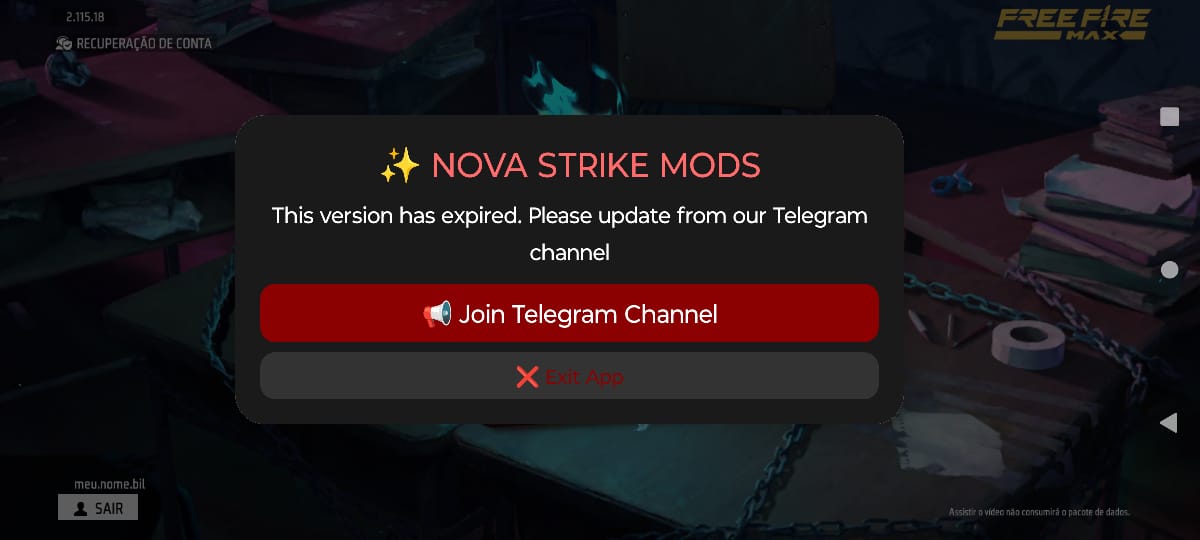 2.115.18
RECUPERAÇÃO DE CONTA
FREE FIRE
MAX
✨ NOVA STRIKE MODS
This version has expired. Please update from our Telegram
channel
📢 Join Telegram Channel
❌ Exit App
meu.nome.bil
SAIR
Assistir o vídeo não consumirá o pacote de dados.